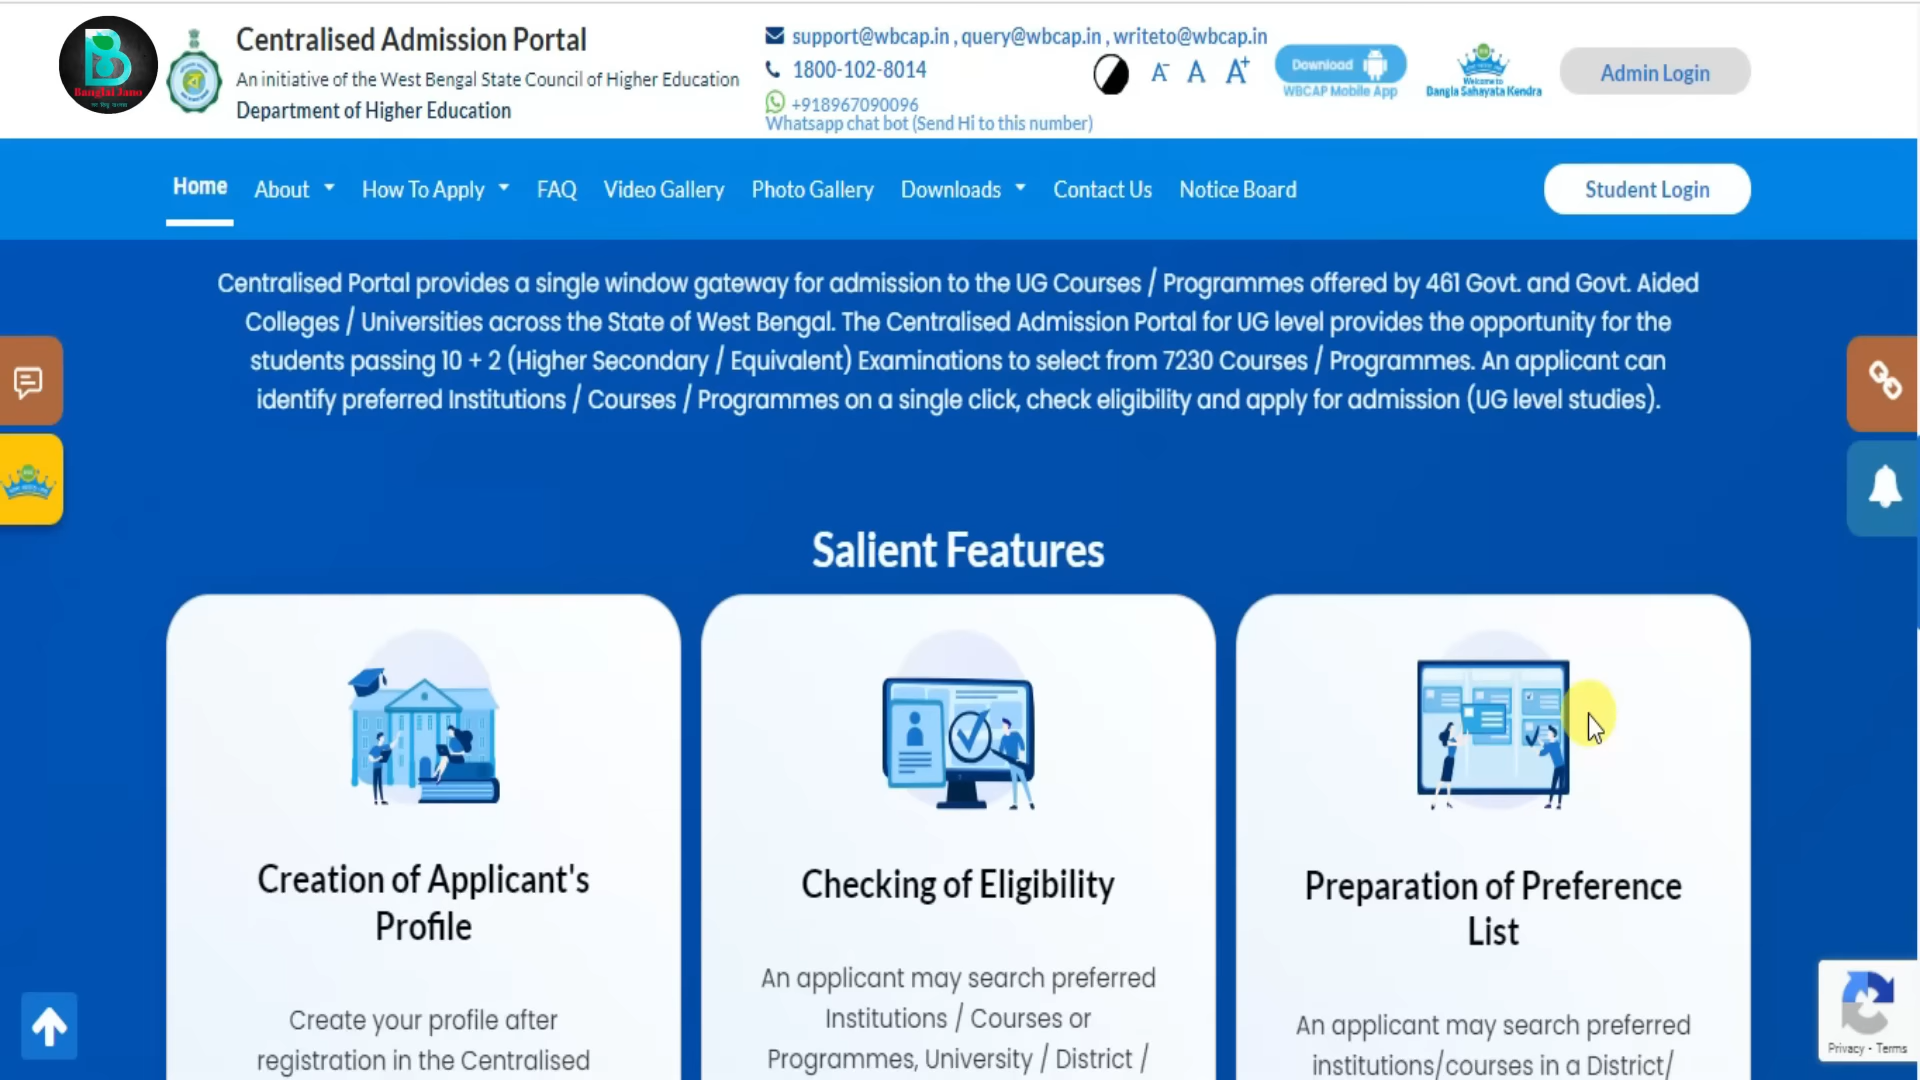 Banglai Jano
Centralised Admission Portal
An initiative of the West Bengal State Council of Higher Education
Department of Higher Education
support@wbcap.in , query@wbcap.in , writeto@wbcap.in
1800-102-8014
+918967090096
Whatsapp chat bot (Send Hi to this number)
A- A A+
Download
WBCAP Mobile App
Welcome to
Bangla Sahayata Kendra
Admin Login
Home About How To Apply FAQ Video Gallery Photo Gallery Downloads Contact Us Notice Board Student Login
Centralised Portal provides a single window gateway for admission to the UG Courses / Programmes offered by 461 Govt. and Govt. Aided
Colleges / Universities across the State of West Bengal. The Centralised Admission Portal for UG level provides the opportunity for the
students passing 10 + 2 (Higher Secondary / Equivalent) Examinations to select from 7230 Courses / Programmes. An applicant can
identify preferred Institutions / Courses / Programmes on a single click, check eligibility and apply for admission (UG level studies).
Salient Features
Creation of Applicant's
Profile
Create your profile after
registration in the Centralised
Checking of Eligibility
An applicant may search preferred
Institutions / Courses or
Programmes, University / District /
Preparation of Preference
List
An applicant may search preferred
institutions/courses in a District/
Privacy - Terms